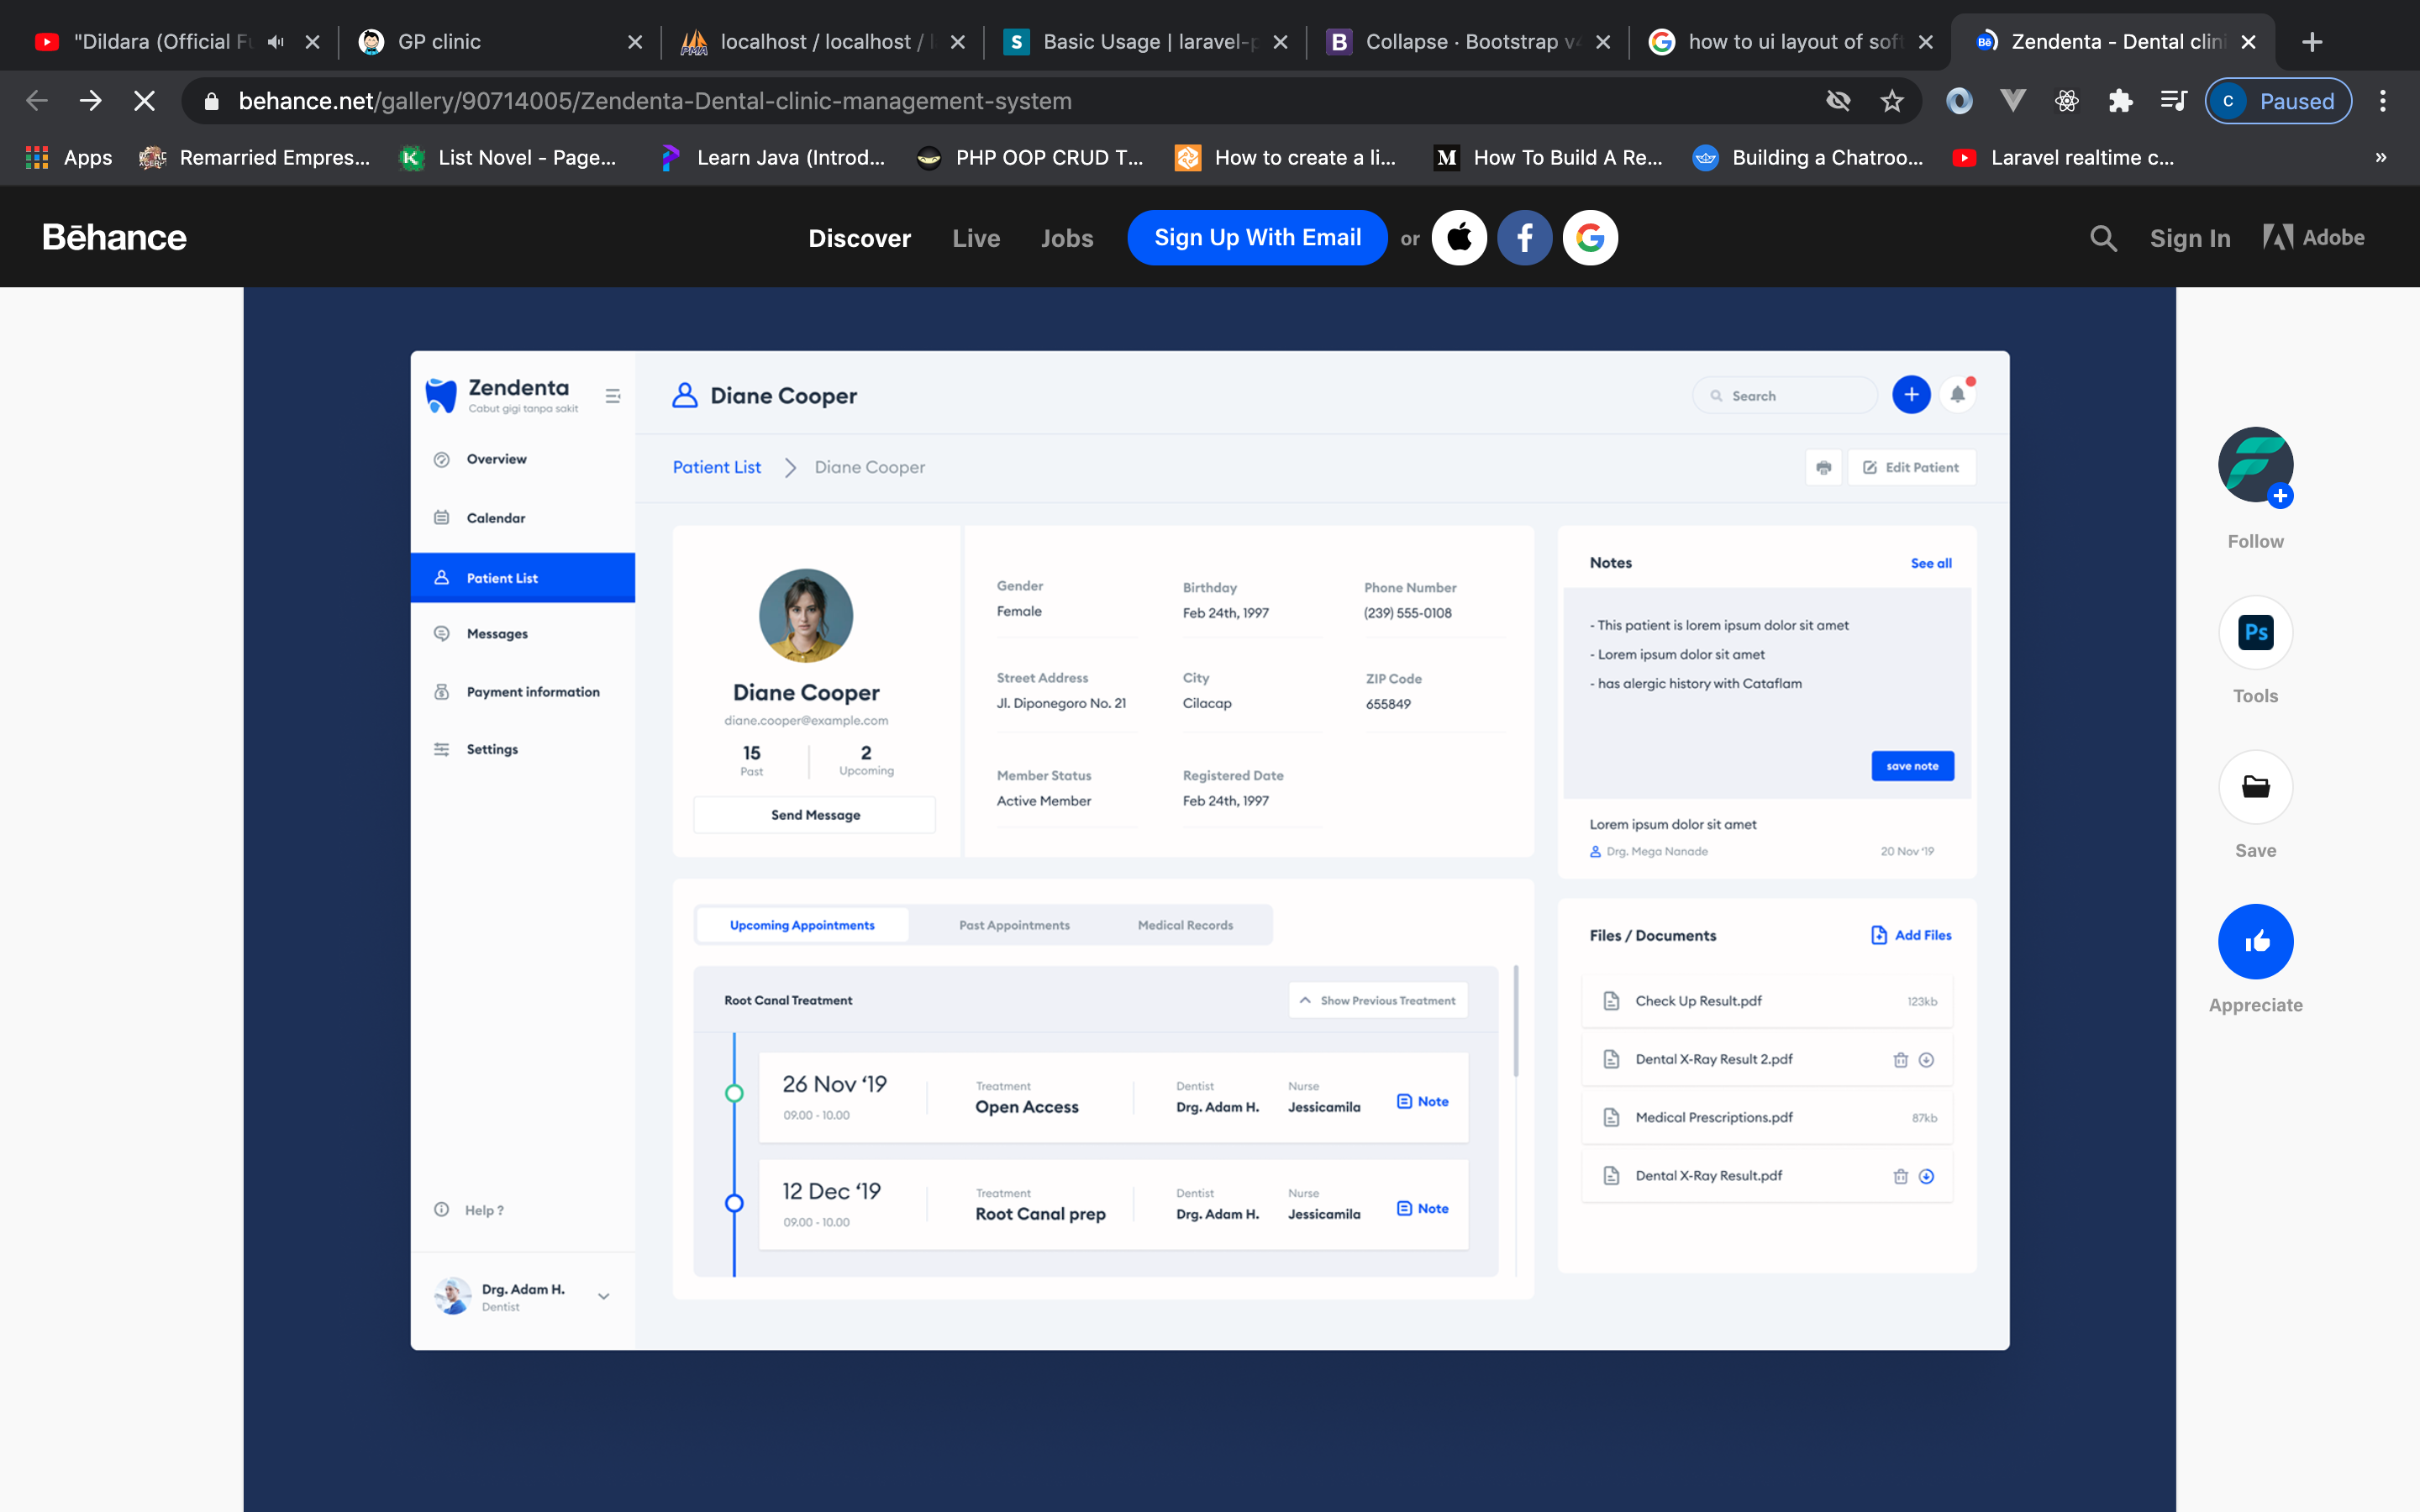 "Dildara (Official Fu
GP clinic
localhost / localhost /
Basic Usage | laravel-p
Collapse · Bootstrap v4
how to ui layout of sof
Zendenta - Dental clin
behance.net/gallery/90714005/Zendenta-Dental-clinic-management-system
C
Paused
Apps
Remarried Empres...
List Novel - Page...
Learn Java (Introd...
PHP OOP CRUD T...
How to create a li...
How To Build A Re...
Building a Chatroo...
Laravel realtime c...
»
Bēhance
Discover
Live
Jobs
Sign Up With Email
or
Sign In
Adobe
Zendenta
Cabut gigi tanpa sakit
Overview
Calendar
Patient List
Messages
Payment information
Settings
Help ?
Drg. Adam H.
Dentist
Diane Cooper
Search
Patient List
Diane Cooper
Edit Patient
Diane Cooper
diane.cooper@example.com
15
Past
2
Upcoming
Send Message
Gender
Female
Birthday
Feb 24th, 1997
Phone Number
(239) 555-0108
Street Address
Jl. Diponegoro No. 21
City
Cilacap
ZIP Code
655849
Member Status
Active Member
Registered Date
Feb 24th, 1997
Notes
See all
- This patient is lorem ipsum dolor sit amet
- Lorem ipsum dolor sit amet
- has alergic history with Cataflam
save note
Lorem ipsum dolor sit amet
Drg. Mega Nanade
20 Nov '19
Upcoming Appointments
Past Appointments
Medical Records
Root Canal Treatment
Show Previous Treatment
26 Nov ‘19
09.00 - 10.00
Treatment
Open Access
Dentist
Drg. Adam H.
Nurse
Jessicamila
Note
12 Dec ‘19
09.00 - 10.00
Treatment
Root Canal prep
Dentist
Drg. Adam H.
Nurse
Jessicamila
Note
Files / Documents
Add Files
Check Up Result.pdf
123kb
Dental X-Ray Result 2.pdf
Medical Prescriptions.pdf
87kb
Dental X-Ray Result.pdf
Follow
Ps
Tools
Save
Appreciate